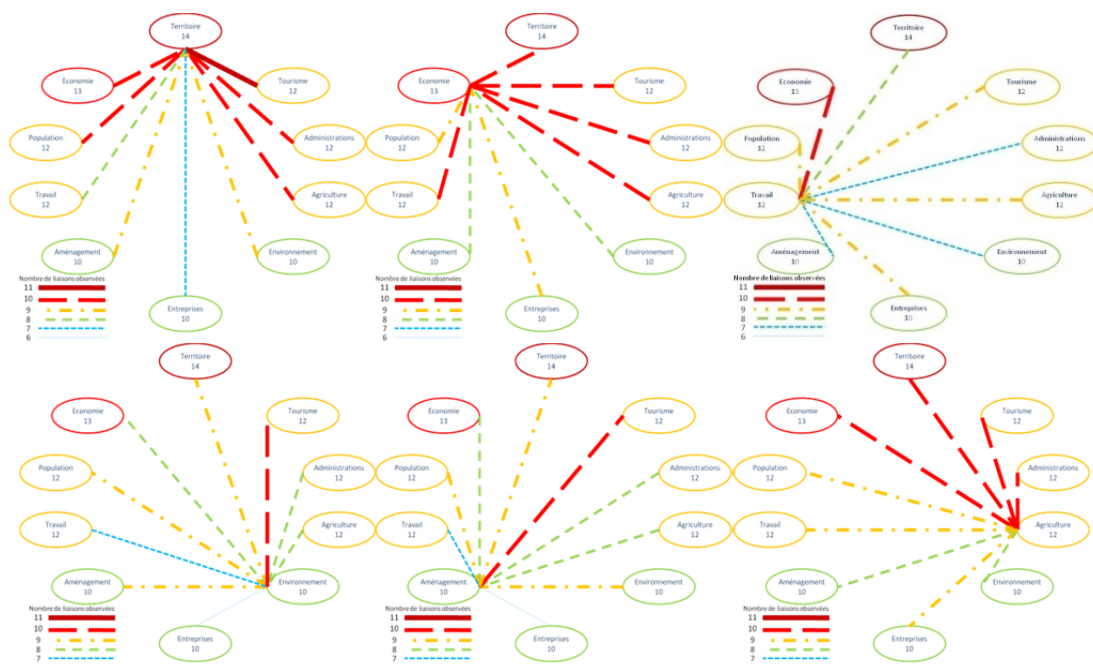 Territoire
14
Economie
13
Tourisme
12
Population
12
Administrations
12
Travail
12
Agriculture
12
Aménagement
10
Environnement
10
Entreprises
10
Nombre de liaisons observées
11
10
9
8
7
6
Territoire
14
Economie
13
Tourisme
12
Population
12
Administrations
12
Travail
12
Agriculture
12
Aménagement
10
Environnement
10
Entreprises
10
Nombre de liaisons observées
11
10
9
8
7
6
Territoire
14
Economie
13
Tourisme
12
Population
12
Administrations
12
Travail
12
Agriculture
12
Aménagement
10
Environnement
10
Entreprises
10
Nombre de liaisons observées
11
10
9
8
7
6
Territoire
14
Economie
13
Tourisme
12
Population
12
Administrations
12
Travail
12
Agriculture
12
Aménagement
10
Environnement
10
Entreprises
10
Nombre de liaisons observées
11
10
9
8
7
Territoire
14
Economie
13
Tourisme
12
Population
12
Administrations
12
Travail
12
Agriculture
12
Aménagement
10
Environnement
10
Entreprises
10
Nombre de liaisons observées
11
10
9
8
7
Territoire
14
Economie
13
Tourisme
12
Population
12
Administrations
12
Travail
12
Agriculture
12
Aménagement
10
Environnement
10
Entreprises
10
Nombre de liaisons observées
11
10
9
8
7